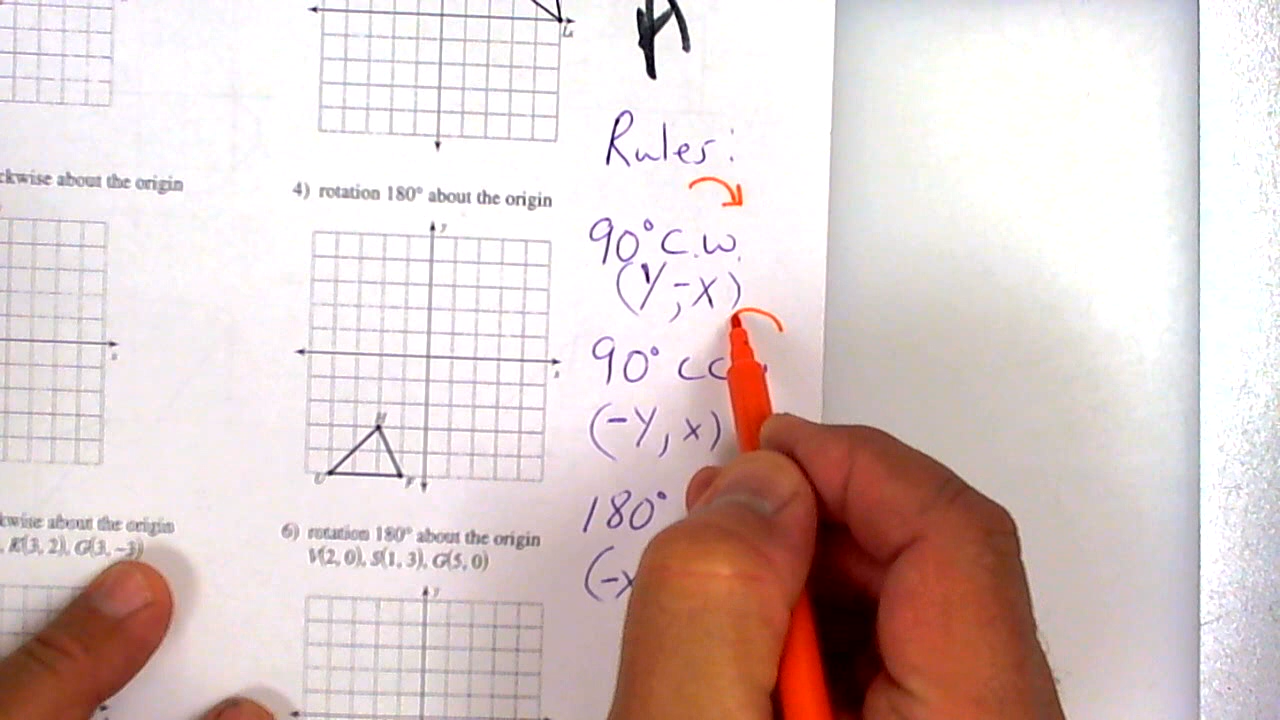 A
Rules:
ckwise about the origin
4) rotation 180° about the origin
y
90° C.W.
(Y, -X)
90° CC
(-Y, X)
x
x
H
180°
(-X
kwise about the origin
K(3, 2), G(3, -3)
6) rotation 180° about the origin
V(2, 0), S(1, 3), G(5, 0)
y